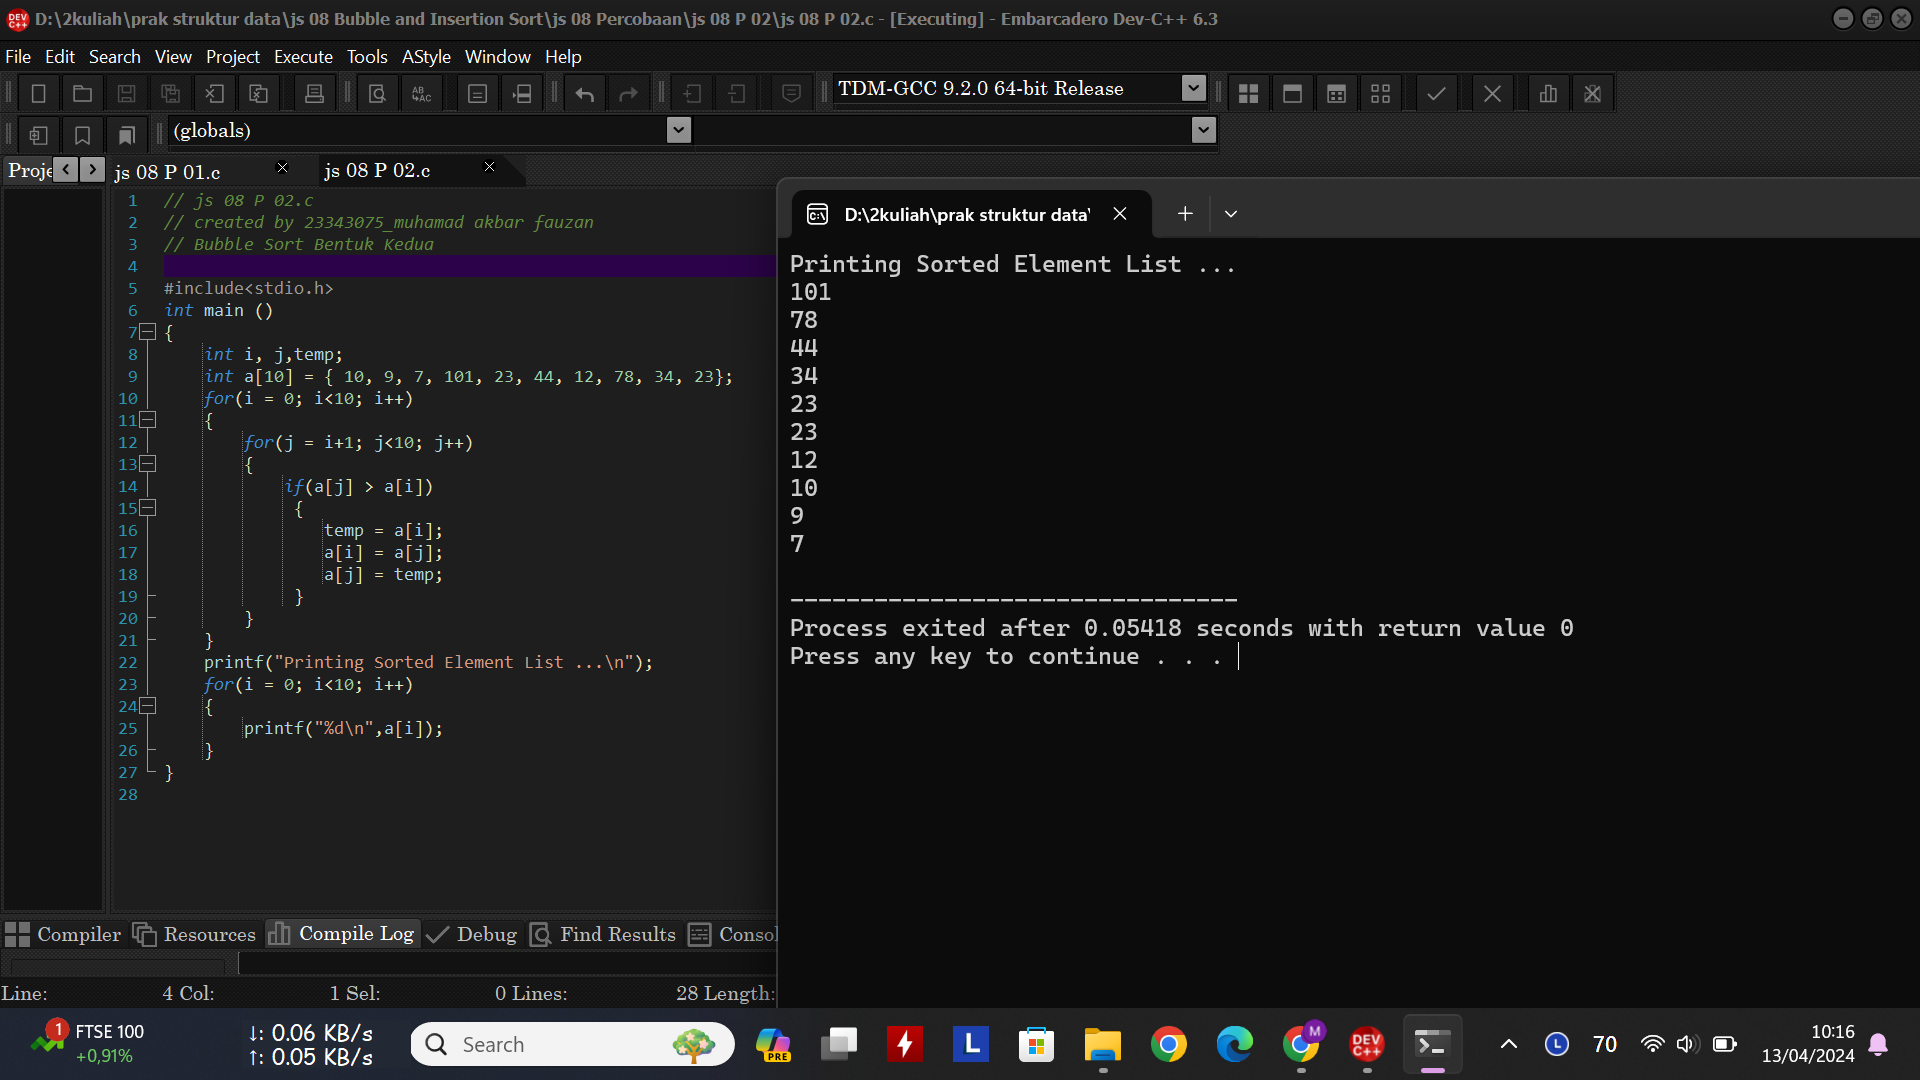 D:\2kuliah\prak struktur data\js 08 Bubble and Insertion Sort\js 08 Percobaan\js 08 P 02\js 08 P 02.c - [Executing] - Embarcadero Dev-C++ 6.3
File Edit Search View Project Execute Tools AStyle Window Help
TDM-GCC 9.2.0 64-bit Release
(globals)
Proje js 08 P 01.c js 08 P 02.c
1 // js 08 P 02.c
2 // created by 23343075_muhamad akbar fauzan
3 // Bubble Sort Bentuk Kedua
4
5 #include<stdio.h>
6 int main ()
7 {
8 int i, j,temp;
9 int a[10] = { 10, 9, 7, 101, 23, 44, 12, 78, 34, 23};
10 for(i = 0; i<10; i++)
11 {
12 for(j = i+1; j<10; j++)
13 {
14 if(a[j] > a[i])
15 {
16 temp = a[i];
17 a[i] = a[j];
18 a[j] = temp;
19 }
20 }
21 }
22 printf("Printing Sorted Element List ...\n");
23 for(i = 0; i<10; i++)
24 {
25 printf("%d\n",a[i]);
26 }
27 }
28
D:\2kuliah\prak struktur data\
Printing Sorted Element List ...
101
78
44
34
23
23
12
10
9
7
--------------------------------
Process exited after 0.05418 seconds with return value 0
Press any key to continue . . .
Compiler Resources Compile Log Debug Find Results Consol
Line: 4 Col: 1 Sel: 0 Lines: 28 Length:
1 FTSE 100
+0,91%
↓: 0.06 KB/s
↑: 0.05 KB/s
Search
PRE
L
M
DEV C++
L
70
10:16
13/04/2024